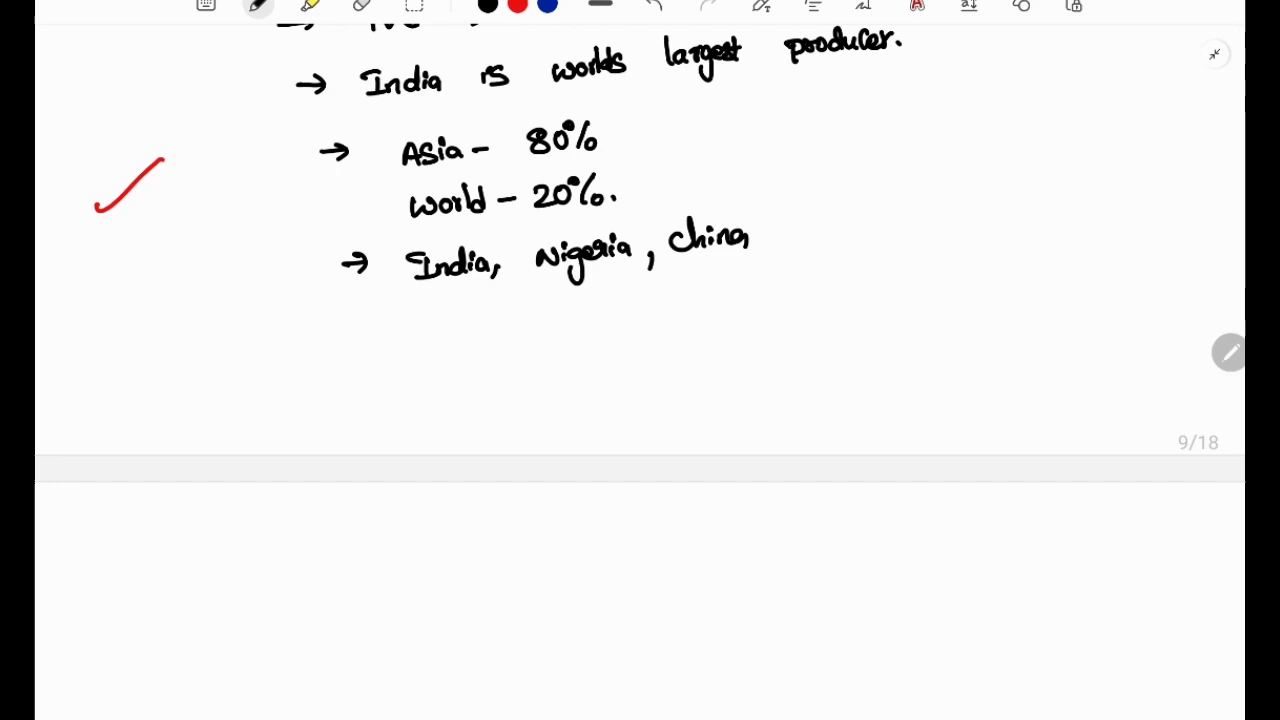 → India is worlds largest producer.
→ Asia - 80%
World - 20%.
→ India, Nigeria, China,
9/18